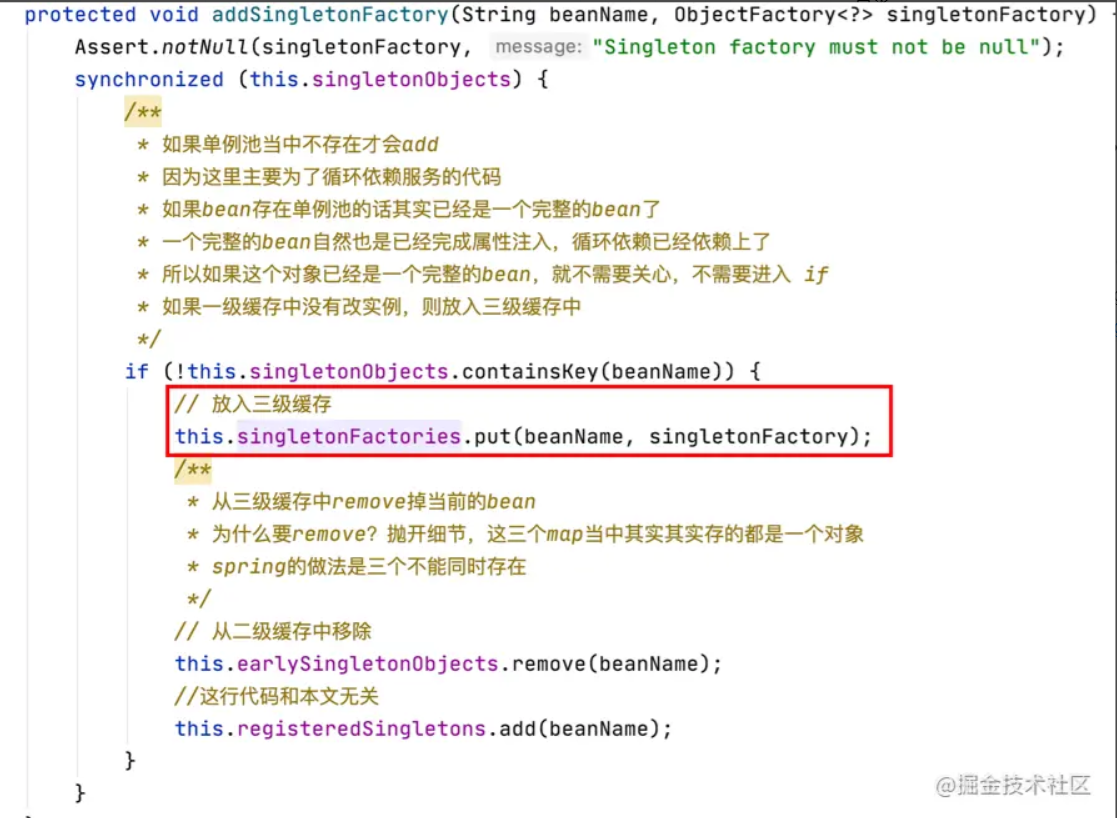 protected void addSingletonFactory(String beanName, ObjectFactory<?> singletonFactory)
Assert.notNull(singletonFactory, message: "Singleton factory must not be null");
synchronized (this.singletonObjects) {
/**
* 如果单例池当中不存在才会add
* 因为这里主要为了循环依赖服务的代码
* 如果bean存在单例池的话其实已经是一个完整的bean了
* 一个完整的bean自然也是已经完成属性注入，循环依赖已经依赖上了
* 所以如果这个对象已经是一个完整的bean，就不需要关心，不需要进入 if
* 如果一级缓存中没有改实例，则放入三级缓存中
*/
if (!this.singletonObjects.containsKey(beanName)) {
// 放入三级缓存
this.singletonFactories.put(beanName, singletonFactory);
/**
* 从三级缓存中remove掉当前的bean
* 为什么要remove？抛开细节，这三个map当中其实其实存的都是一个对象
* spring的做法是三个不能同时存在
*/
// 从二级缓存中移除
this.earlySingletonObjects.remove(beanName);
//这行代码和本文无关
this.registeredSingletons.add(beanName);
}
}
@掘金技术社区